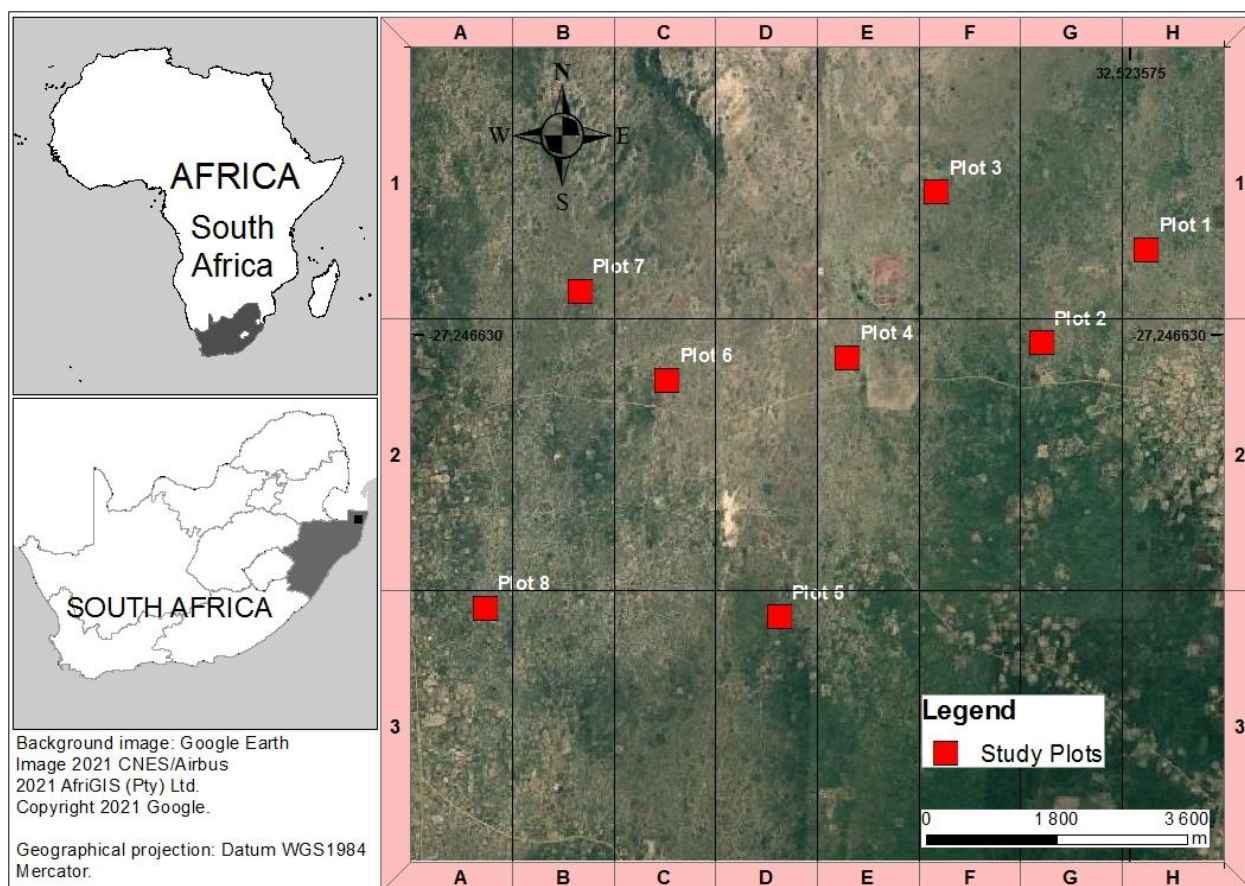 AFRICA
South
Africa
SOUTH AFRICA
Background image: Google Earth
Image 2021 CNES/Airbus
2021 AfriGIS (Pty) Ltd.
Copyright 2021 Google.
Geographical projection: Datum WGS1984
Mercator.
A B C D E F G H
32,523575
N
W E
S
1 1
Plot 3
Plot 1
Plot 7
-27,246630 -27,246630
Plot 2
Plot 4
Plot 6
2 2
Plot 8
Plot 5
3 3
Legend
Study Plots
0 1 800 3 600
m
A B C D E F G H